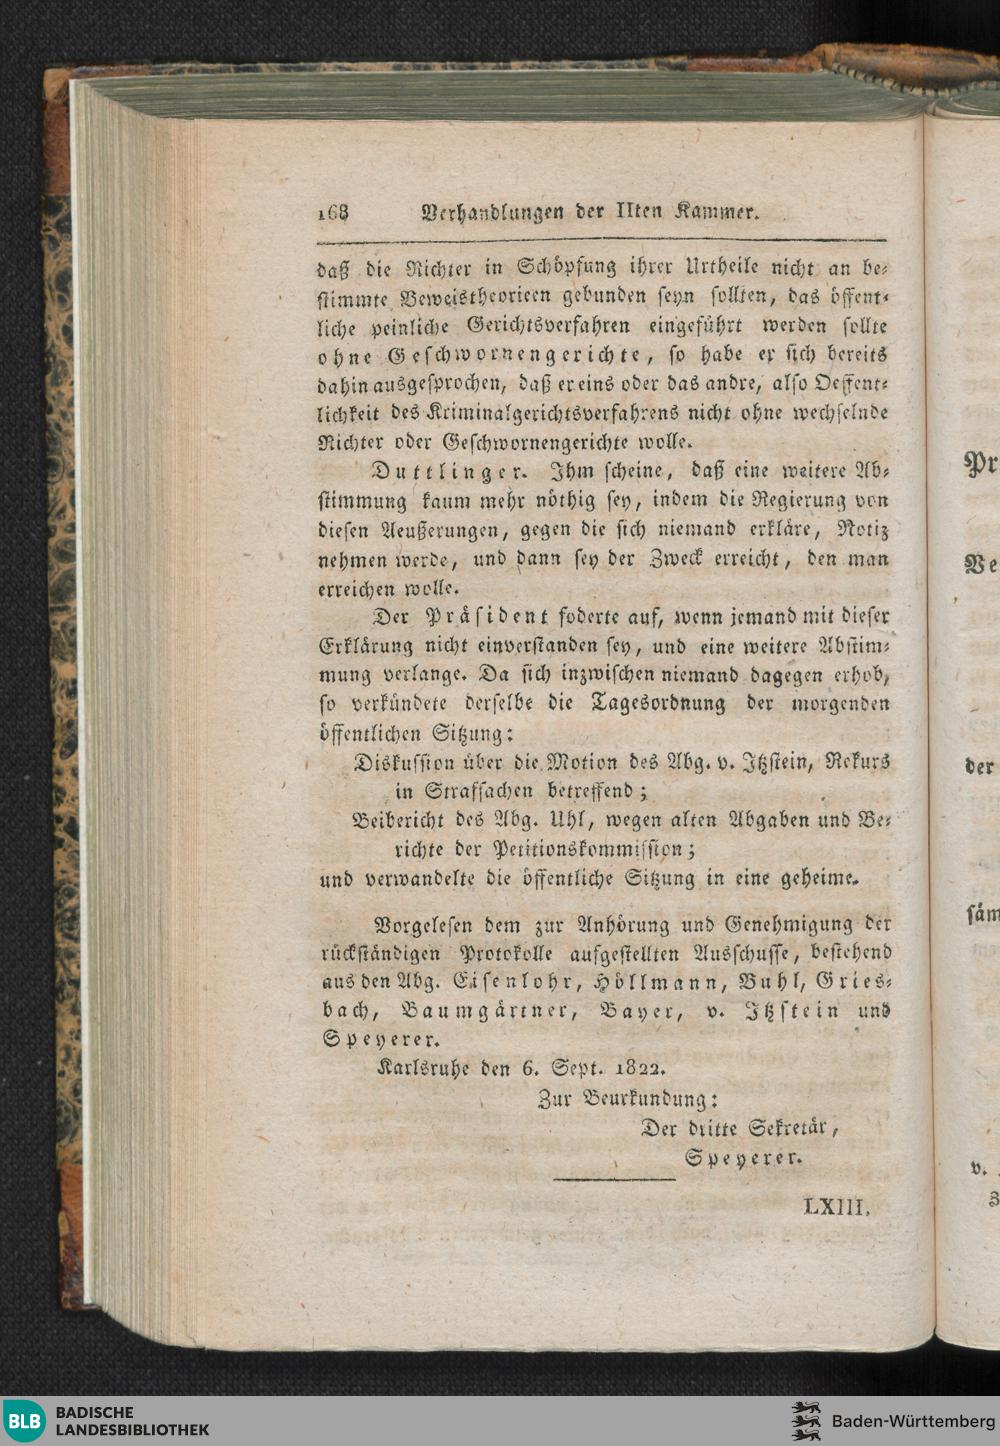 168 Verhandlungen der IIten Kammer.
daß die Richter in Schöpfung ihrer Urtheile nicht an be-
stimmte Beweistheorieen gebunden seyn sollten, das öffent-
liche peinliche Gerichtsverfahren eingeführt werden sollte
ohne Geschwornengerichte, so habe er sich bereits
dahin ausgesprochen, daß er eins oder das andre, also Oeffent-
lichkeit des Kriminalgerichtsverfahrens nicht ohne wechselnde
Richter oder Geschwornengerichte wolle.
Duttlinger. Ihm scheine, daß eine weitere Ab-
stimmung kaum mehr nöthig sey, indem die Regierung von
diesen Aeußerungen, gegen die sich niemand erkläre, Notiz
nehmen werde, und dann sey der Zweck erreicht, den man
erreichen wolle.
Der Präsident foderte auf, wenn jemand mit dieser
Erklärung nicht einverstanden sey, und eine weitere Abstim-
mung verlange. Da sich inzwischen niemand dagegen erhob,
so verkündete derselbe die Tagesordnung der morgenden
öffentlichen Sitzung:
Diskussion über die Motion des Abg. v. Itzstein, Rekurs
in Strafsachen betreffend;
Beibericht des Abg. Uhl, wegen alten Abgaben und Be-
richte der Petitionskommission;
und verwandelte die öffentliche Sitzung in eine geheime.
Vorgelesen dem zur Anhörung und Genehmigung der
rückständigen Protokolle aufgestellten Ausschusse, bestehend
aus den Abg. Eisenlohr, Höllmann, Buhl, Gries-
bach, Baumgärtner, Bayer, v. Itzstein und
Speyerer.
Karlsruhe den 6. Sept. 1822.
Zur Beurkundung:
Der dritte Sekretär,
Speyerer.
LXIII.
Pr
Ve
der
säm
v.
BLB BADISCHE
LANDESBIBLIOTHEK
Baden-Württemberg